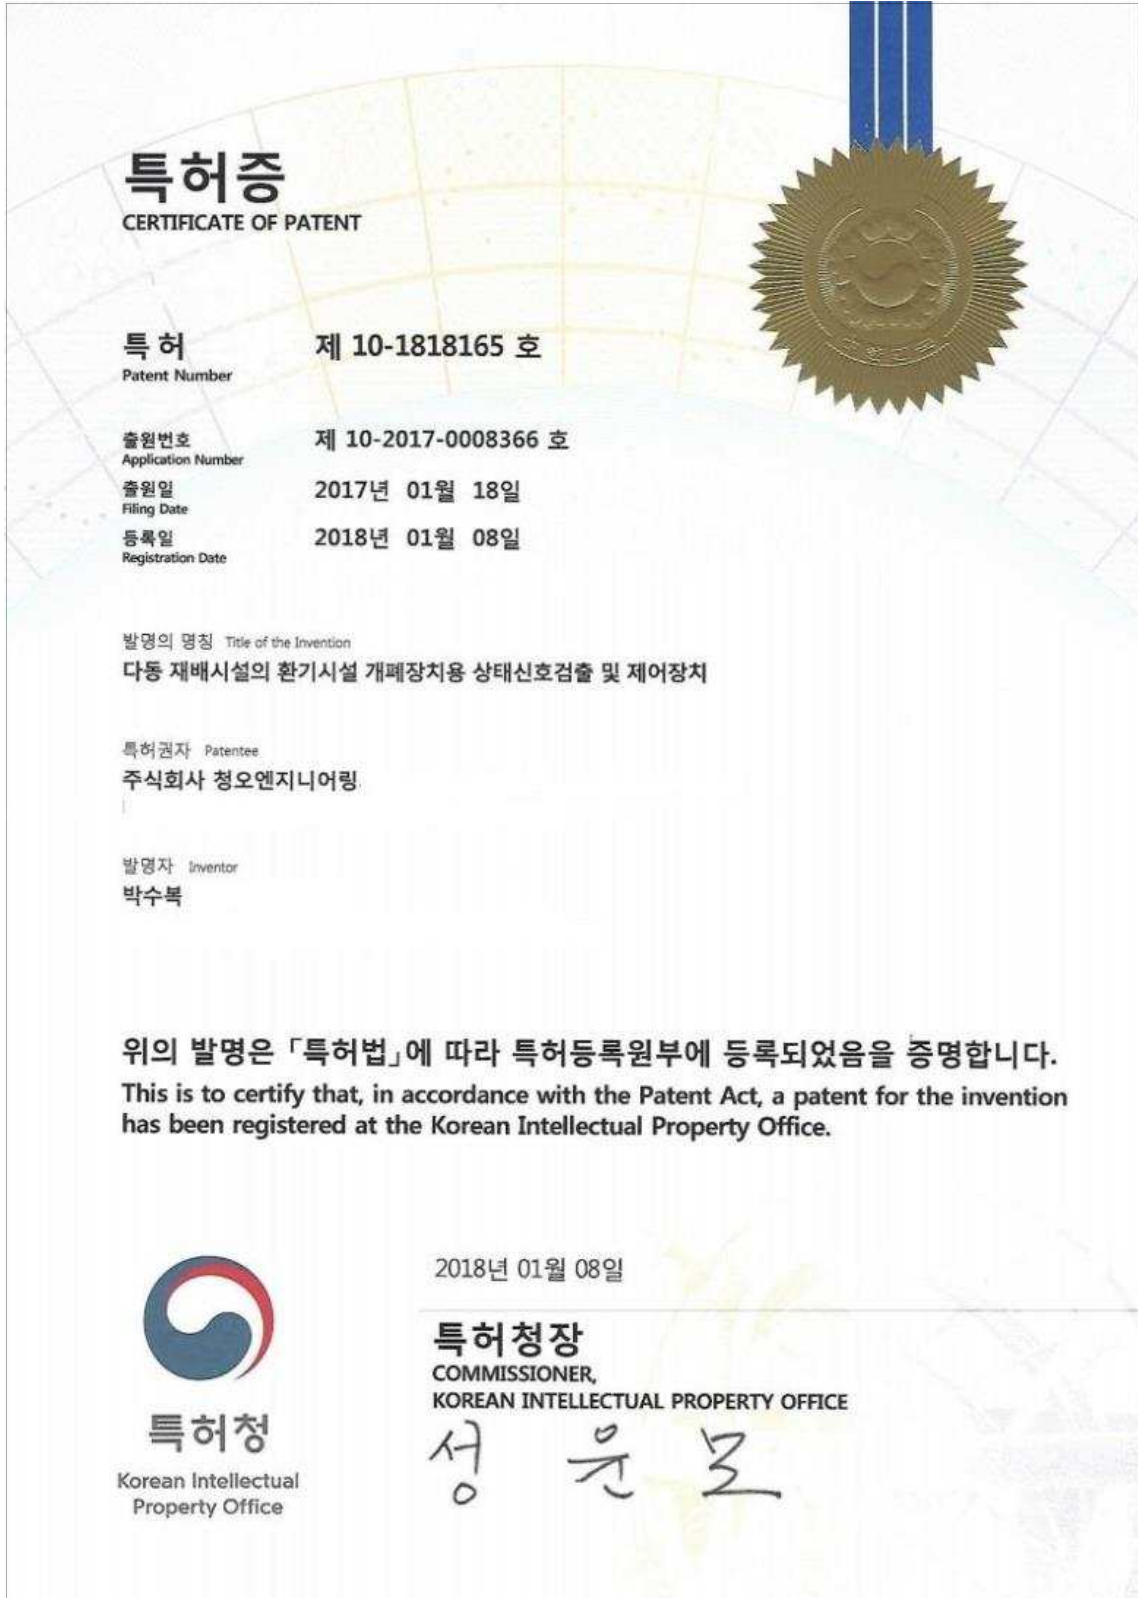 특허증
CERTIFICATE OF PATENT
특 허
제 10-1818165 호
Patent Number
출원번호
제 10-2017-0008366 호
Application Number
출원일
2017년 01월 18일
Filing Date
등록일
2018년 01월 08일
Registration Date
발명의 명칭 Title of the Invention
다동 재배시설의 환기시설 개폐장치용 상태신호검출 및 제어장치
특허권자 Patentee
주식회사 청오엔지니어링
발명자 Inventor
박수복
위의 발명은 「특허법」에 따라 특허등록원부에 등록되었음을 증명합니다.
This is to certify that, in accordance with the Patent Act, a patent for the invention
has been registered at the Korean Intellectual Property Office.
2018년 01월 08일
특허청장
COMMISSIONER,
KOREAN INTELLECTUAL PROPERTY OFFICE
성 윤 모
특허청
Korean Intellectual
Property Office